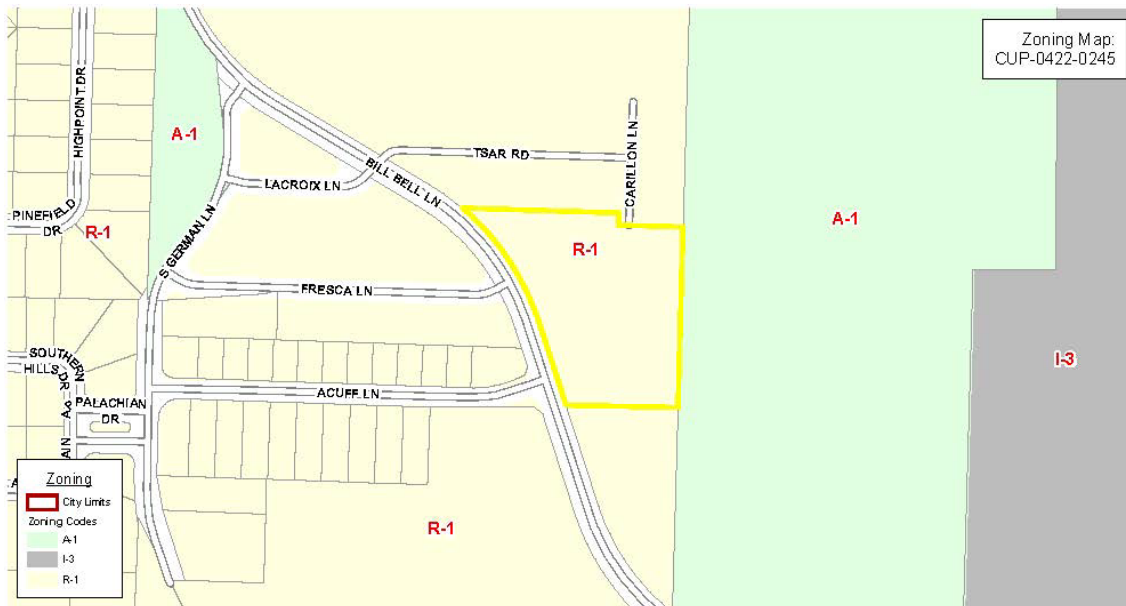 Zoning Map:
CUP-0422-0245
HIGHPOINT DR
A-1
TSAR RD
CARILLON LN
BILL BELL LN
LACROIX LN
PINEFIELD
DR
R-1
S GERMAN LN
R-1
A-1
FRESCA LN
SOUTHERN
HILLS DR
I-3
ACUFF LN
PALACHIAN
DR
AP
AIN
R-1
Zoning
City Limits
Zoning Codes
A-1
I-3
R-1